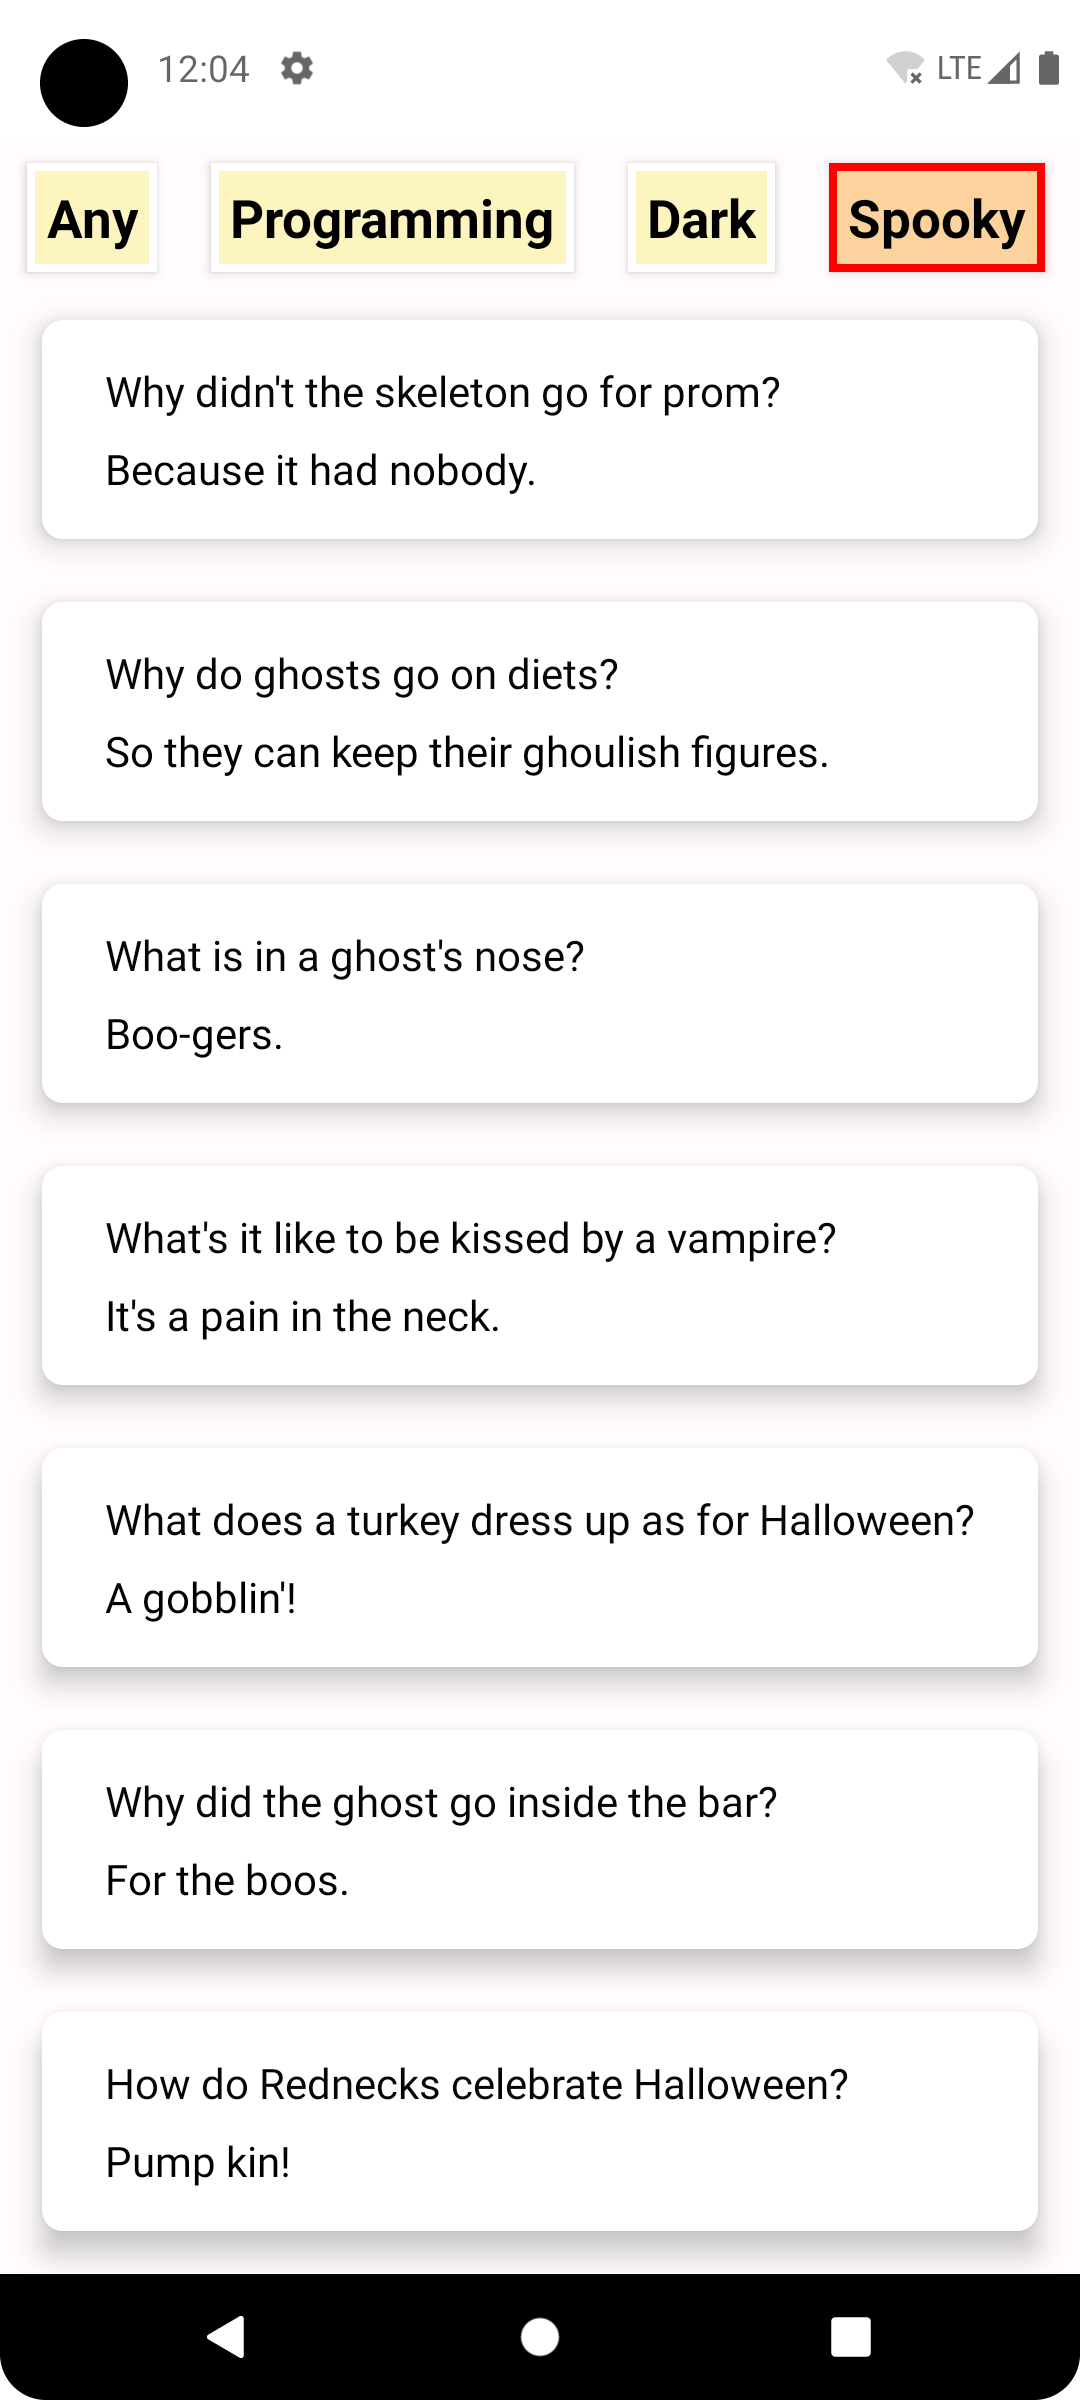 12:04 LTE
Any Programming Dark Spooky
Why didn't the skeleton go for prom?
Because it had nobody.
Why do ghosts go on diets?
So they can keep their ghoulish figures.
What is in a ghost's nose?
Boo-gers.
What's it like to be kissed by a vampire?
It's a pain in the neck.
What does a turkey dress up as for Halloween?
A gobblin'!
Why did the ghost go inside the bar?
For the boos.
How do Rednecks celebrate Halloween?
Pump kin!